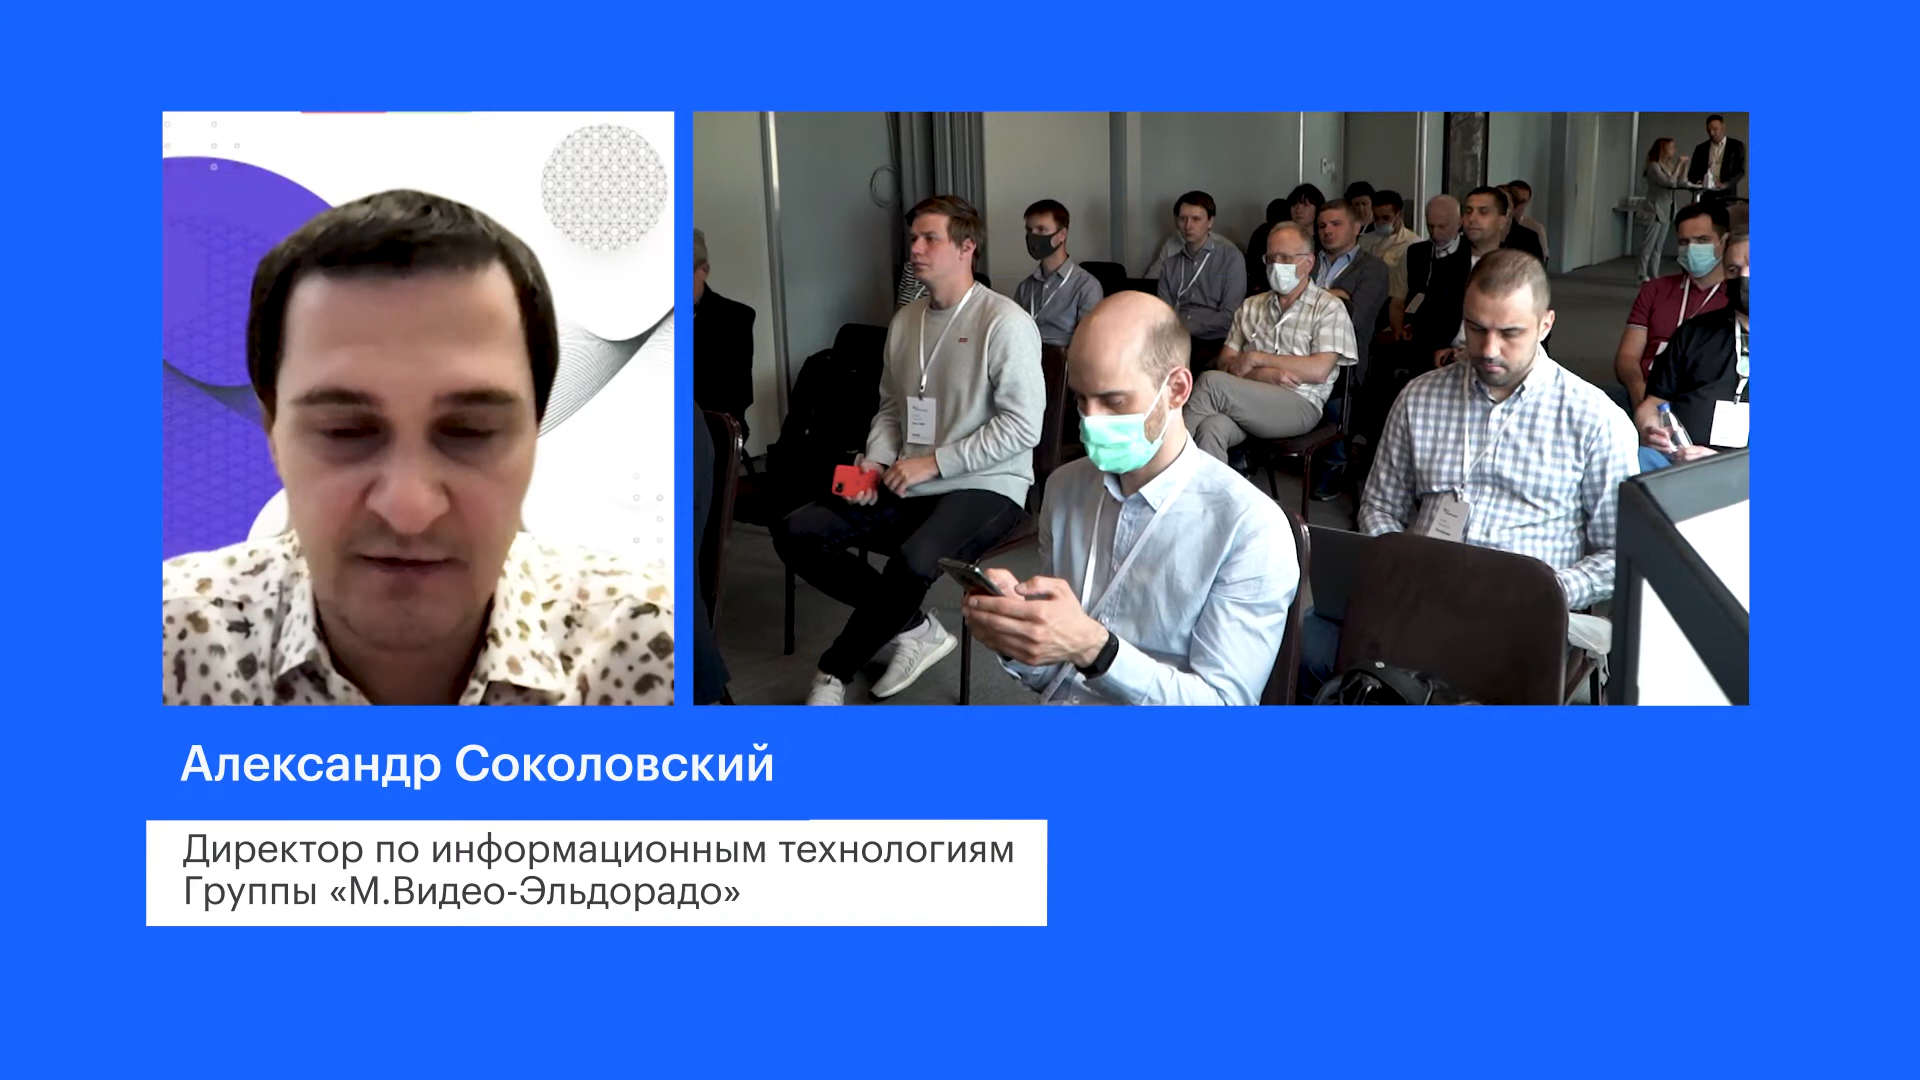 Александр Соколовский
Директор по информационным технологиям
Группы «М.Видео-Эльдорадо»